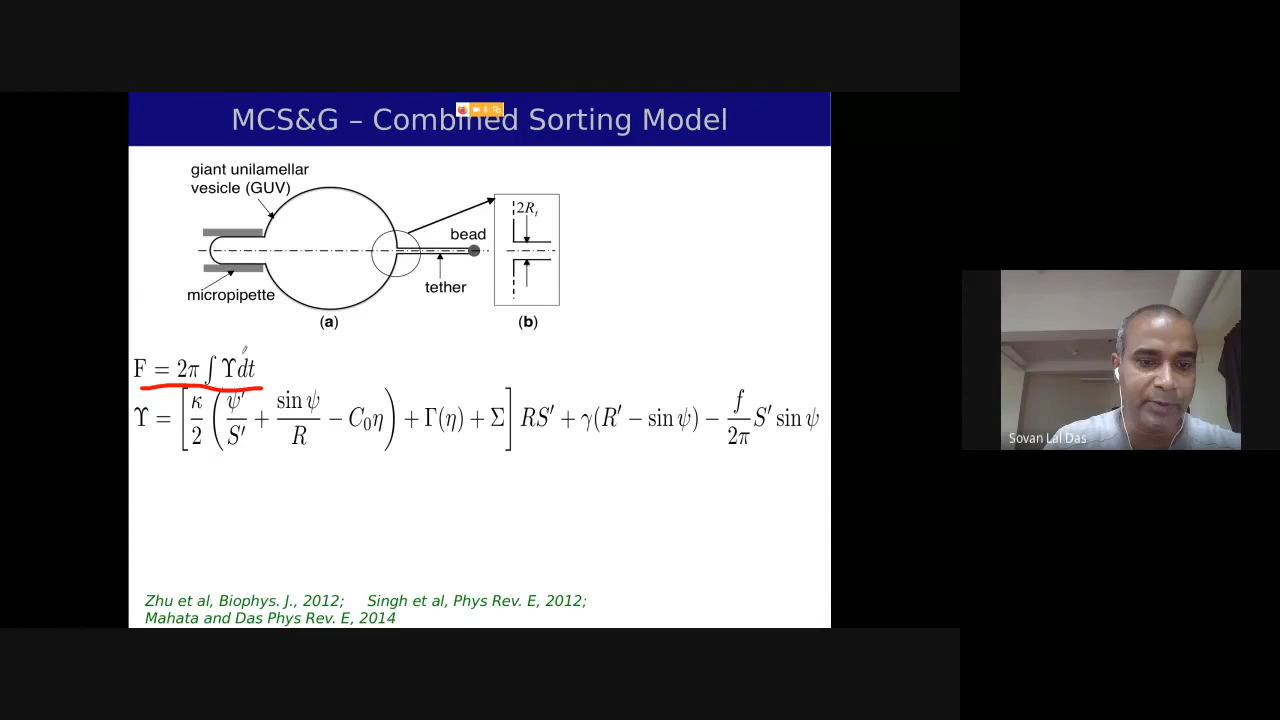 MCS&G – Combined Sorting Model
giant unilamellar
vesicle (GUV)
2Rₜ
bead
tether
micropipette
(a)
(b)
F = 2π ∫ ϒdt
ϒ = [κ/2 (ψ′/S′ + sin ψ/R − C₀η) + Γ(η) + Σ] RS′ + γ(R′ − sin ψ) − f/2π S′ sin ψ
Sovan Lal Das
Zhu et al, Biophys. J., 2012; Singh et al, Phys Rev. E, 2012;
Mahata and Das Phys Rev. E, 2014